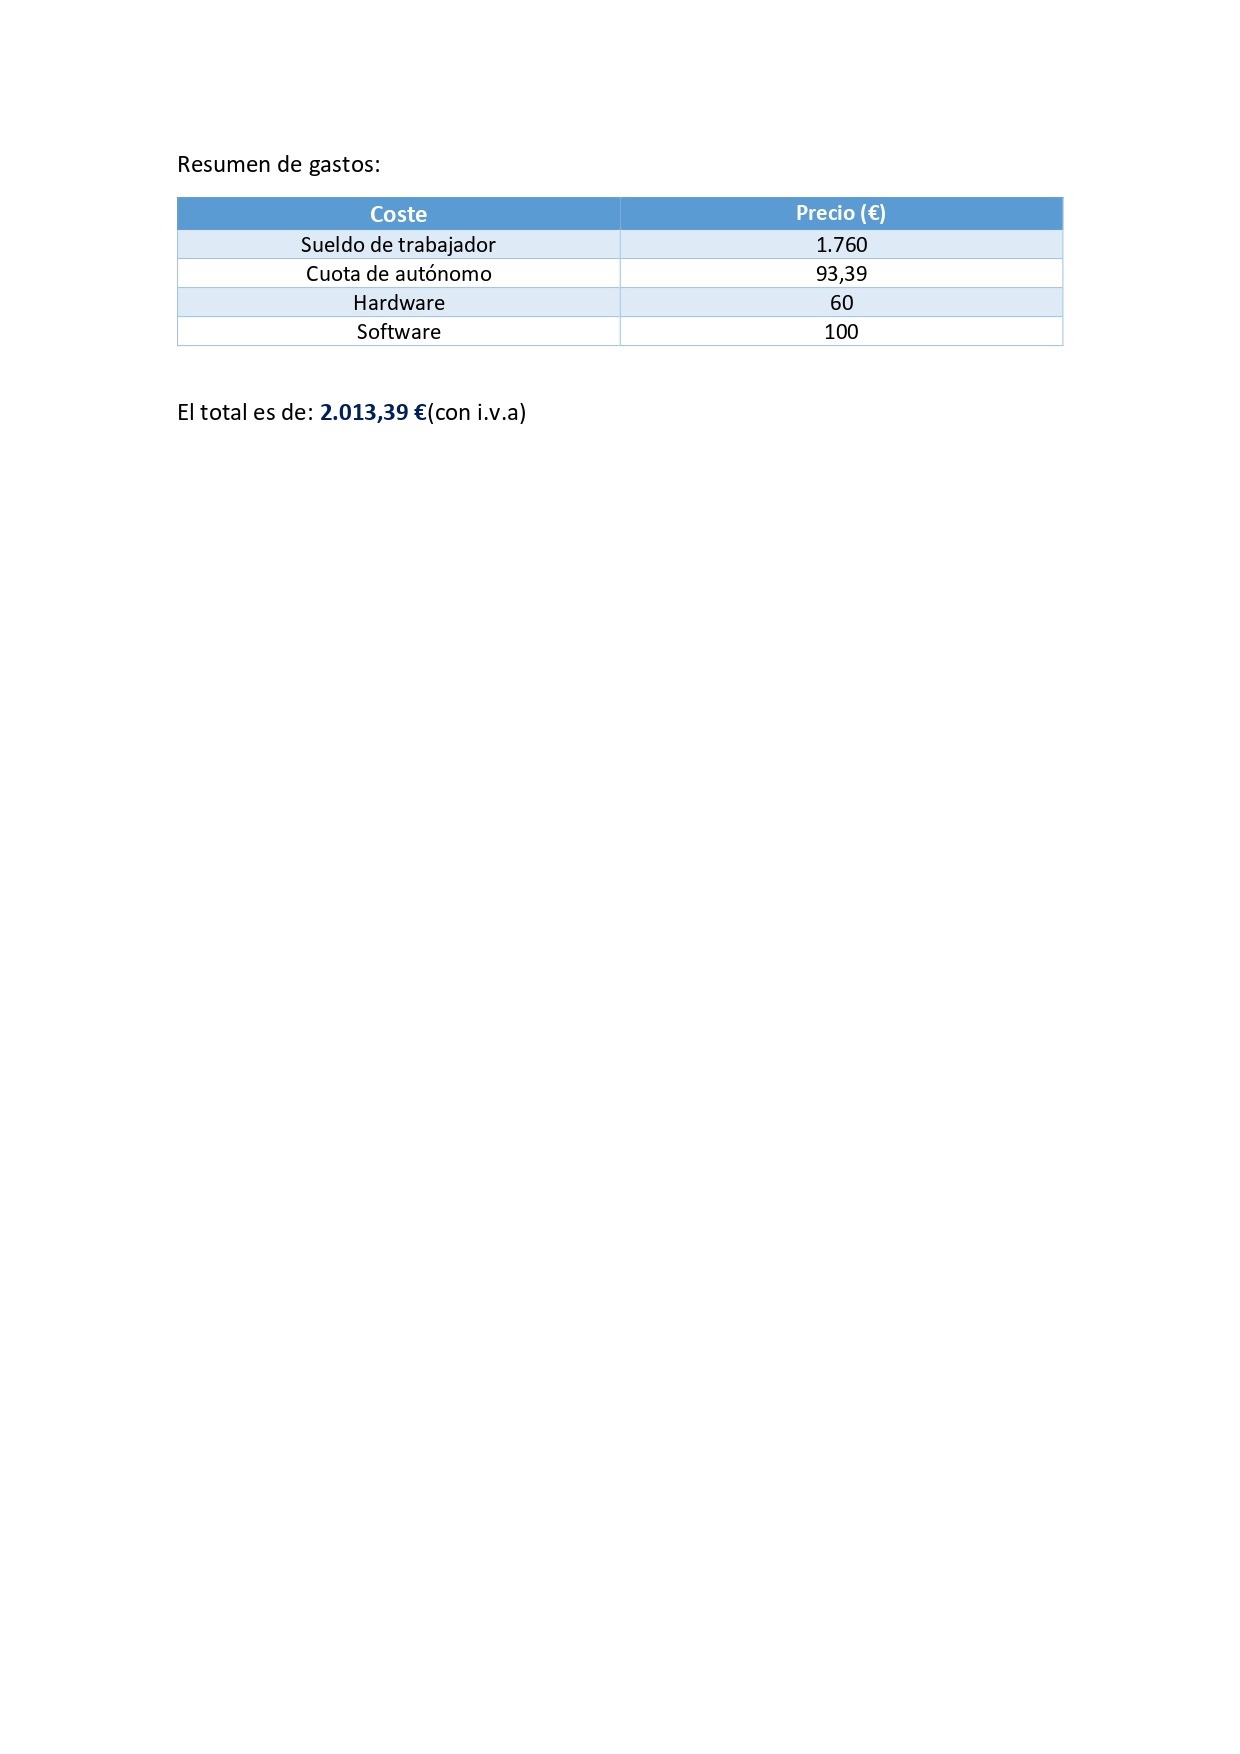 Resumen de gastos:
Coste Precio (€)
Sueldo de trabajador 1.760
Cuota de autónomo 93,39
Hardware 60
Software 100
El total es de: 2.013,39 €(con i.v.a)